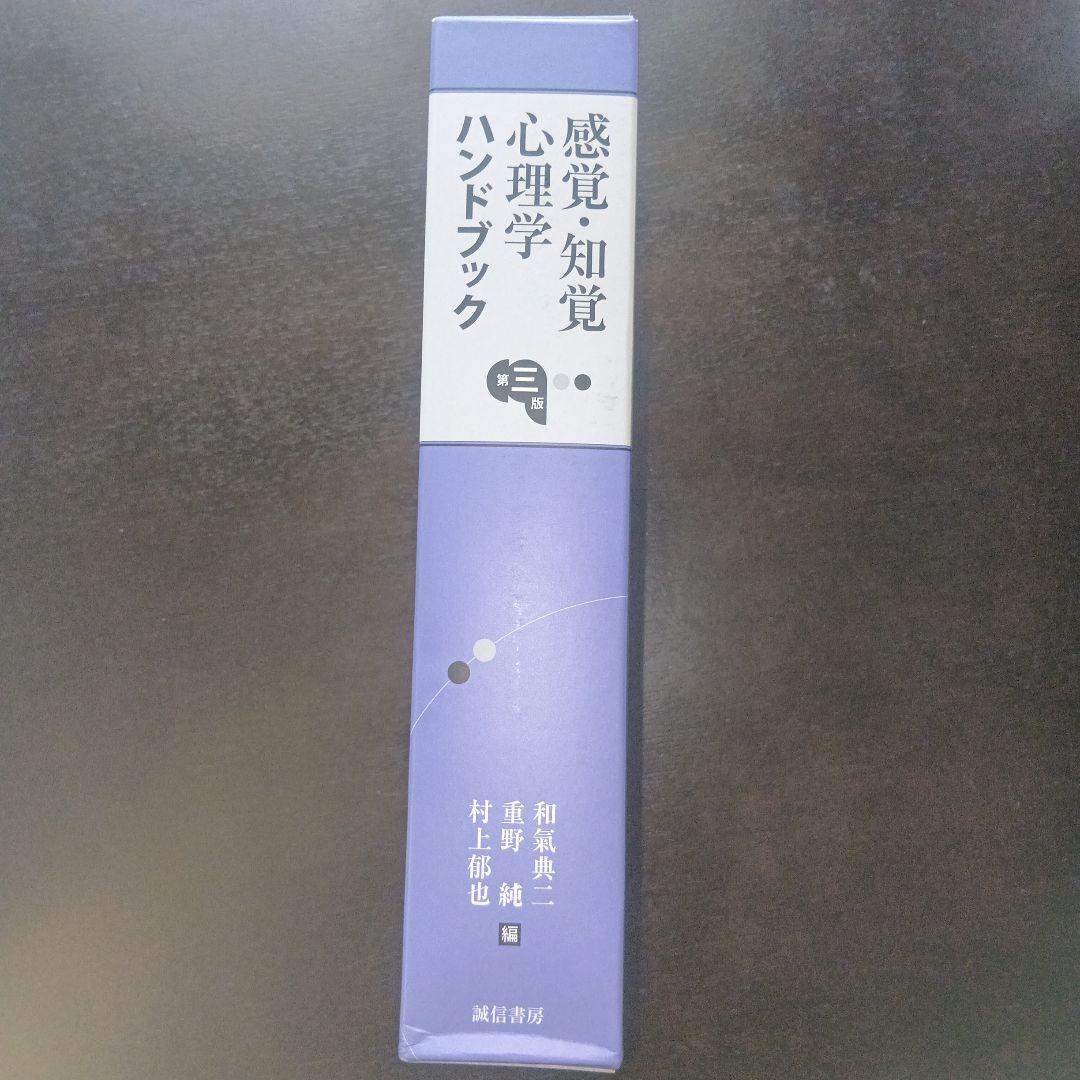 感覚・知覚
心理学
ハンドブック
第三版
和氣典二
重野 純
村上郁也
編
誠信書房